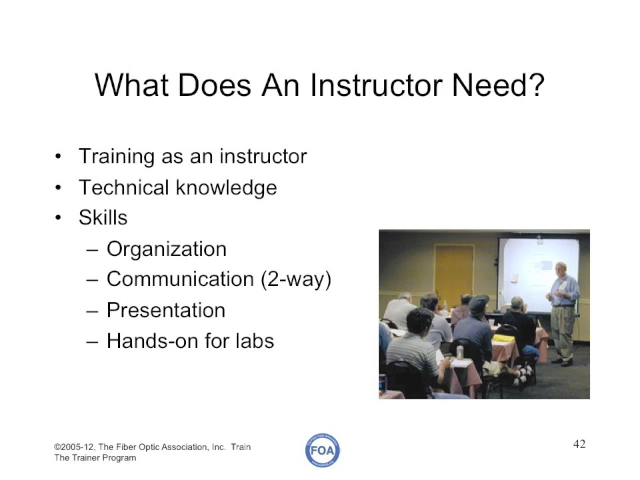 What Does An Instructor Need?
• Training as an instructor
• Technical knowledge
• Skills
– Organization
– Communication (2-way)
– Presentation
– Hands-on for labs
©2005-12, The Fiber Optic Association, Inc. Train
The Trainer Program
FOA
42